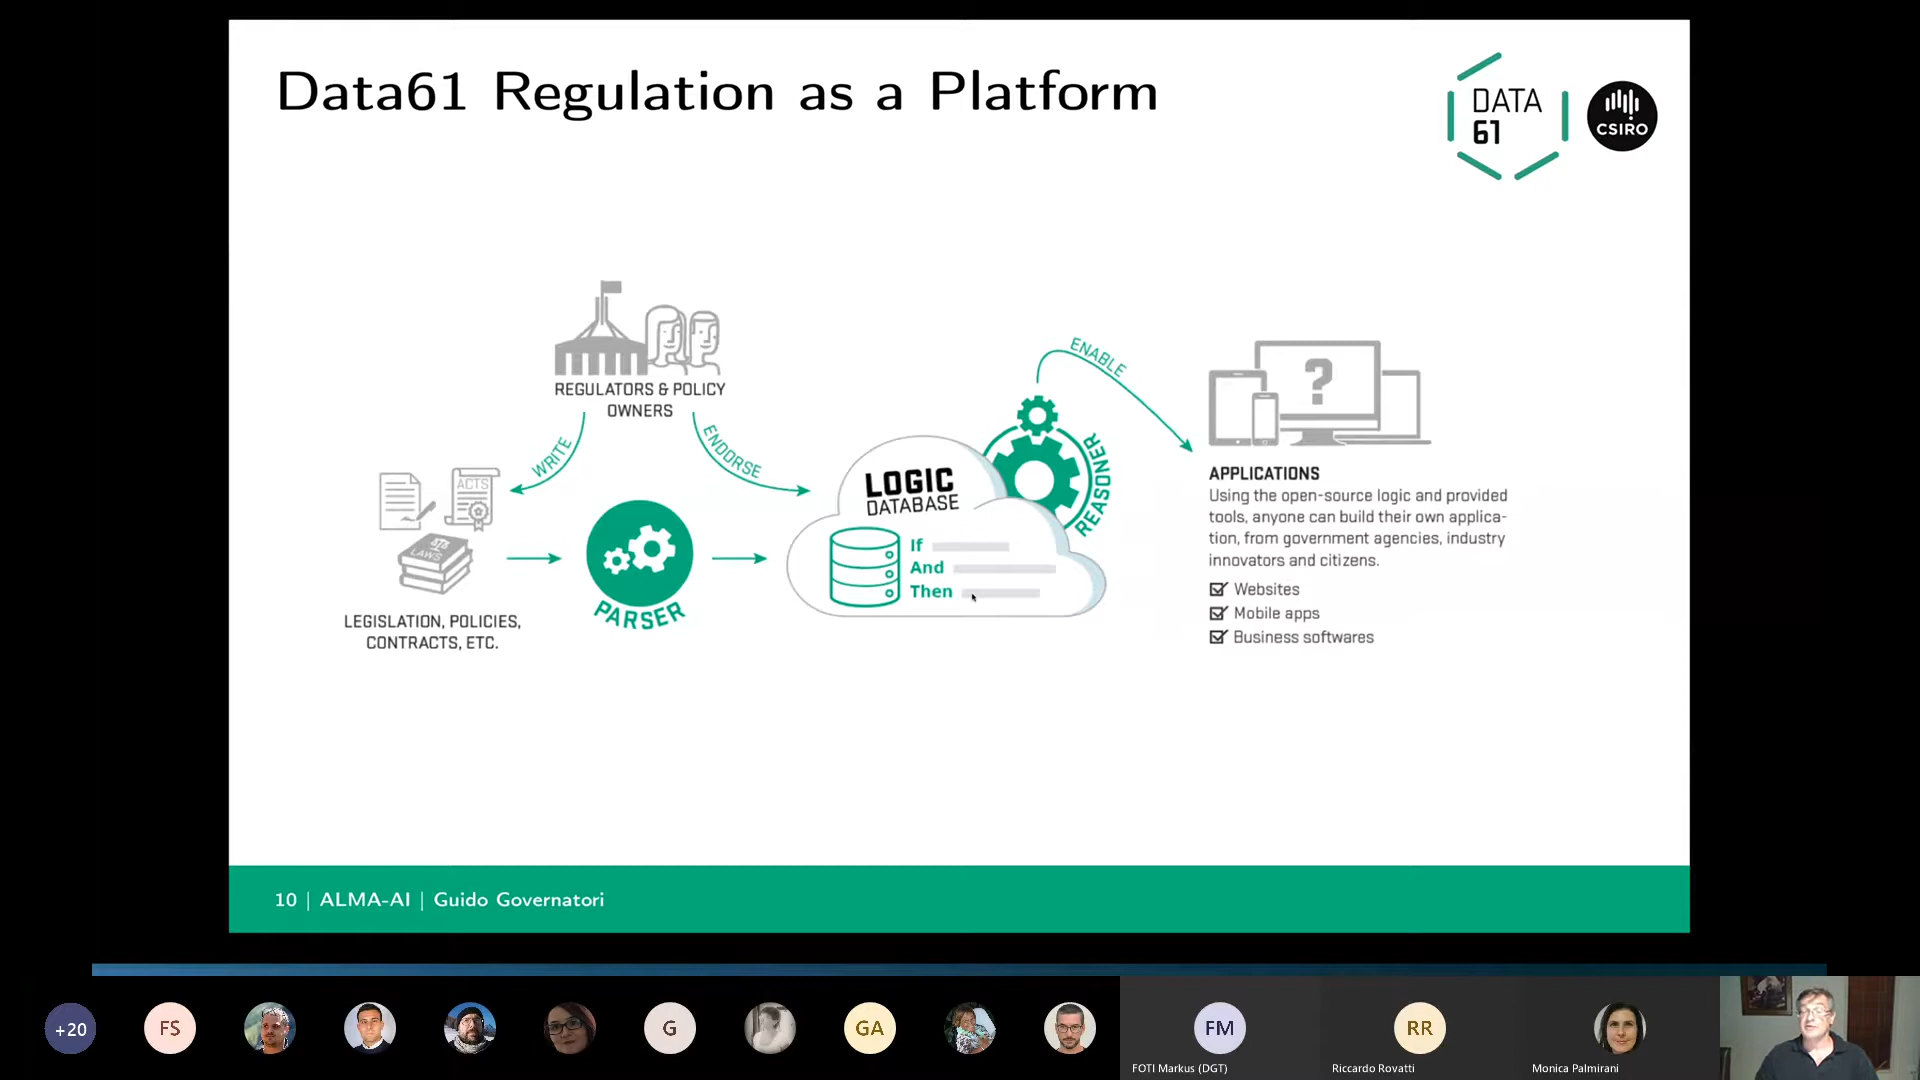 Data61 Regulation as a Platform
DATA
61
CSIRO
REGULATORS & POLICY
OWNERS
WRITE
ENDORSE
ACTS
LAWS
LEGISLATION, POLICIES,
CONTRACTS, ETC.
PARSER
LOGIC
DATABASE
If
And
Then
REASONER
ENABLE
?
APPLICATIONS
Using the open-source logic and provided
tools, anyone can build their own applica-
tion, from government agencies, industry
innovators and citizens.
Websites
Mobile apps
Business softwares
10 | ALMA-AI | Guido Governatori
+20
FS
G
GA
FM
RR
FOTI Markus (DGT)
Riccardo Rovatti
Monica Palmirani